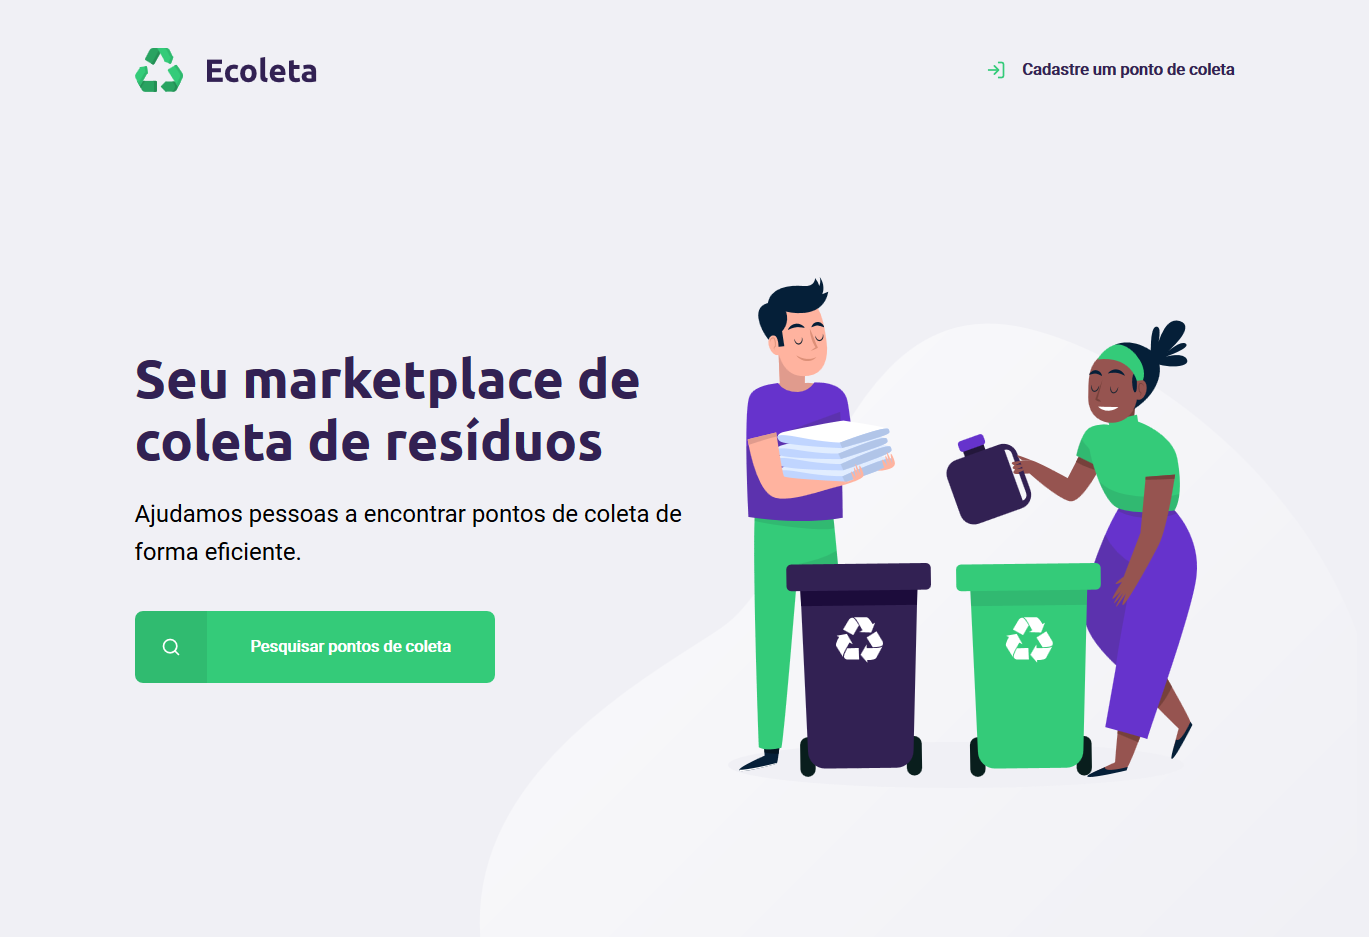 Ecoleta
Cadastre um ponto de coleta
Seu marketplace de
coleta de resíduos
Ajudamos pessoas a encontrar pontos de coleta de
forma eficiente.
Pesquisar pontos de coleta